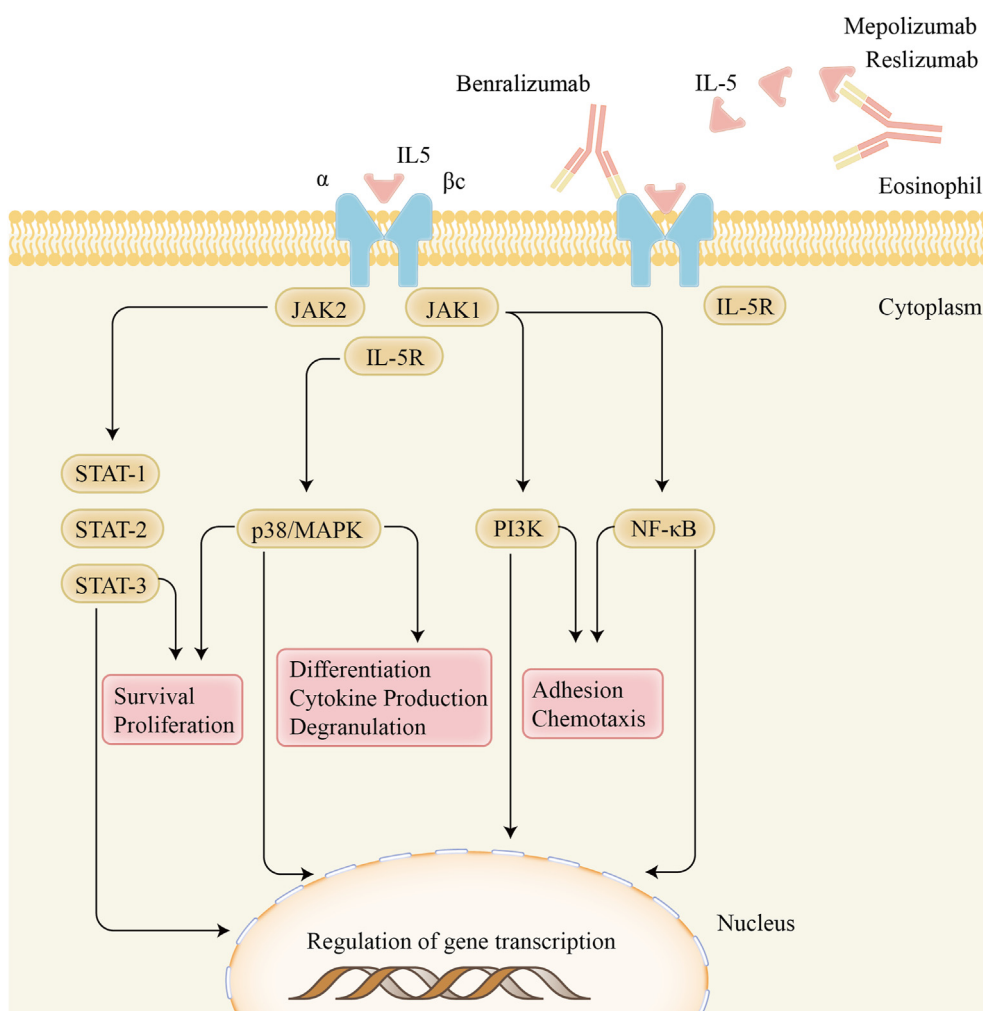 Mepolizumab
Reslizumab
Benralizumab
IL-5
IL5
α
βc
Eosinophil
JAK2
JAK1
IL-5R
Cytoplasm
IL-5R
STAT-1
STAT-2
p38/MAPK
PI3K
NF-κB
STAT-3
Survival
Proliferation
Differentiation
Cytokine Production
Degranulation
Adhesion
Chemotaxis
Nucleus
Regulation of gene transcription